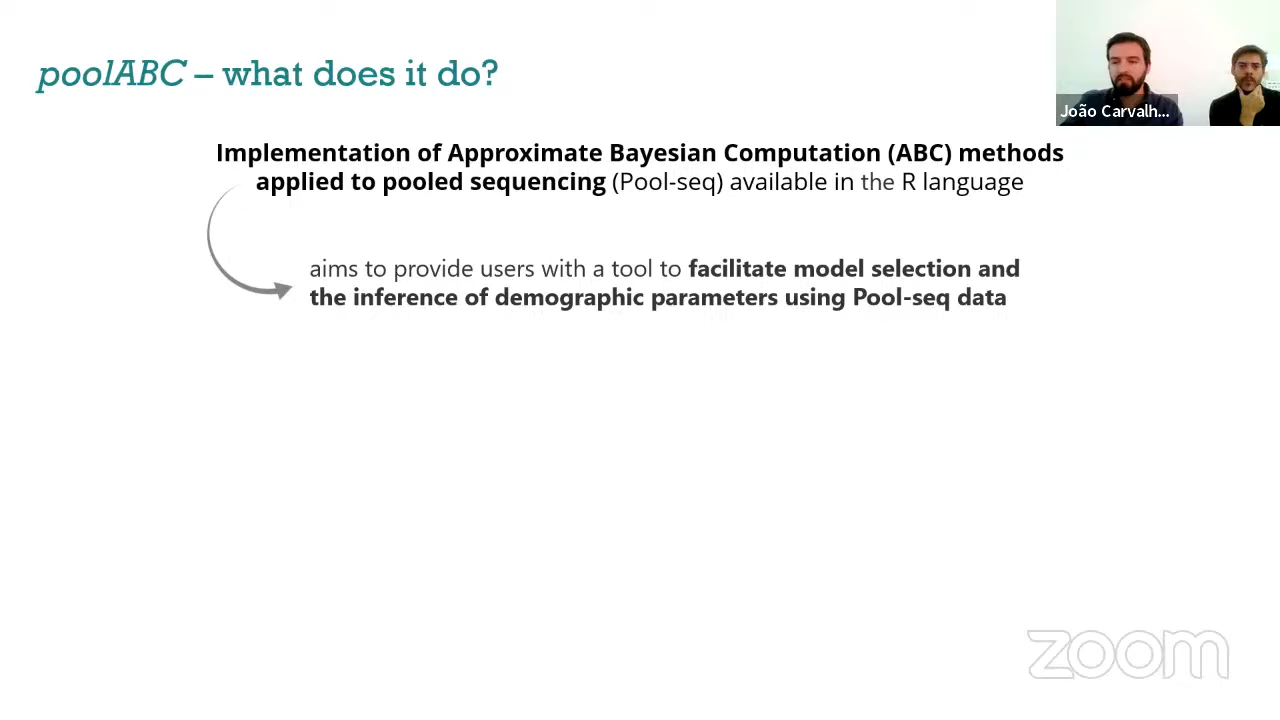 poolABC – what does it do?
João Carvalh...
Implementation of Approximate Bayesian Computation (ABC) methods
applied to pooled sequencing (Pool-seq) available in the R language
aims to provide users with a tool to facilitate model selection and
the inference of demographic parameters using Pool-seq data
zoom